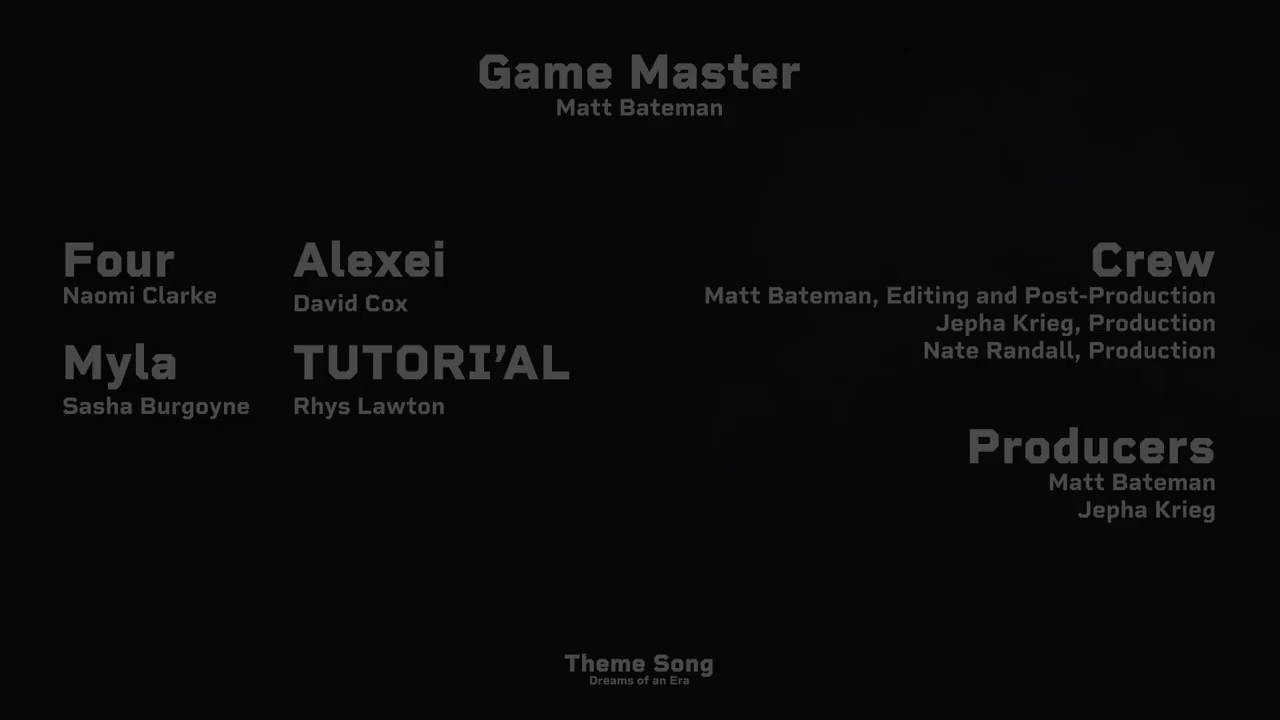 Game Master
Matt Bateman
Four
Naomi Clarke
Alexei
David Cox
Myla
Sasha Burgoyne
TUTORI’AL
Rhys Lawton
Crew
Matt Bateman, Editing and Post-Production
Jepha Krieg, Production
Nate Randall, Production
Producers
Matt Bateman
Jepha Krieg
Theme Song
Dreams of an Era